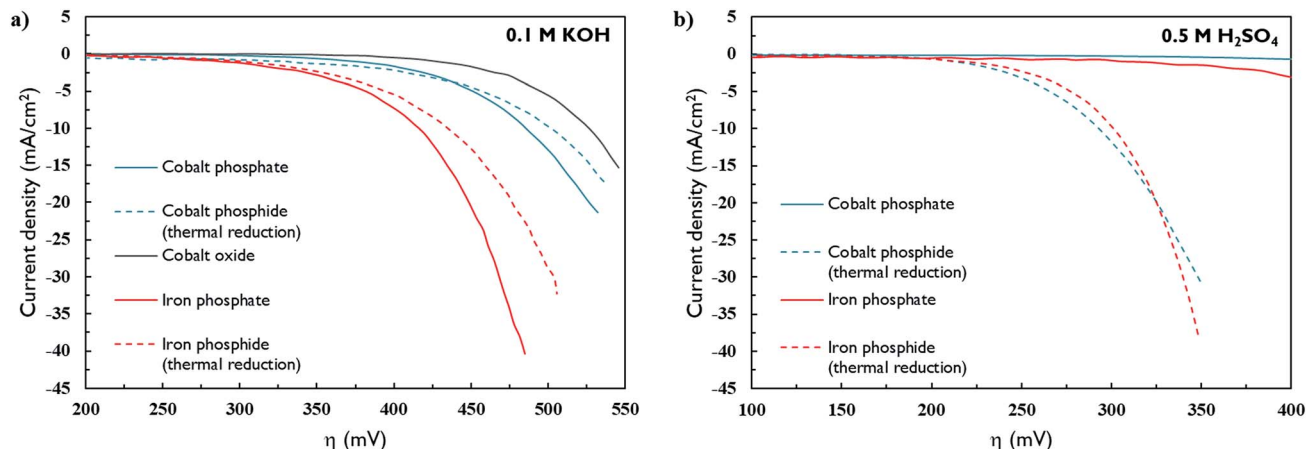 a)
0.1 M KOH
Current density (mA/cm²)
5
0
-5
-10
-15
-20
-25
-30
-35
-40
-45
Cobalt phosphate
Cobalt phosphide
(thermal reduction)
Cobalt oxide
Iron phosphate
Iron phosphide
(thermal reduction)
200 250 300 350 400 450 500 550
η (mV)
b)
0.5 M H₂SO₄
Current density (mA/cm²)
5
0
-5
-10
-15
-20
-25
-30
-35
-40
-45
Cobalt phosphate
Cobalt phosphide
(thermal reduction)
Iron phosphate
Iron phosphide
(thermal reduction)
100 150 200 250 300 350 400
η (mV)